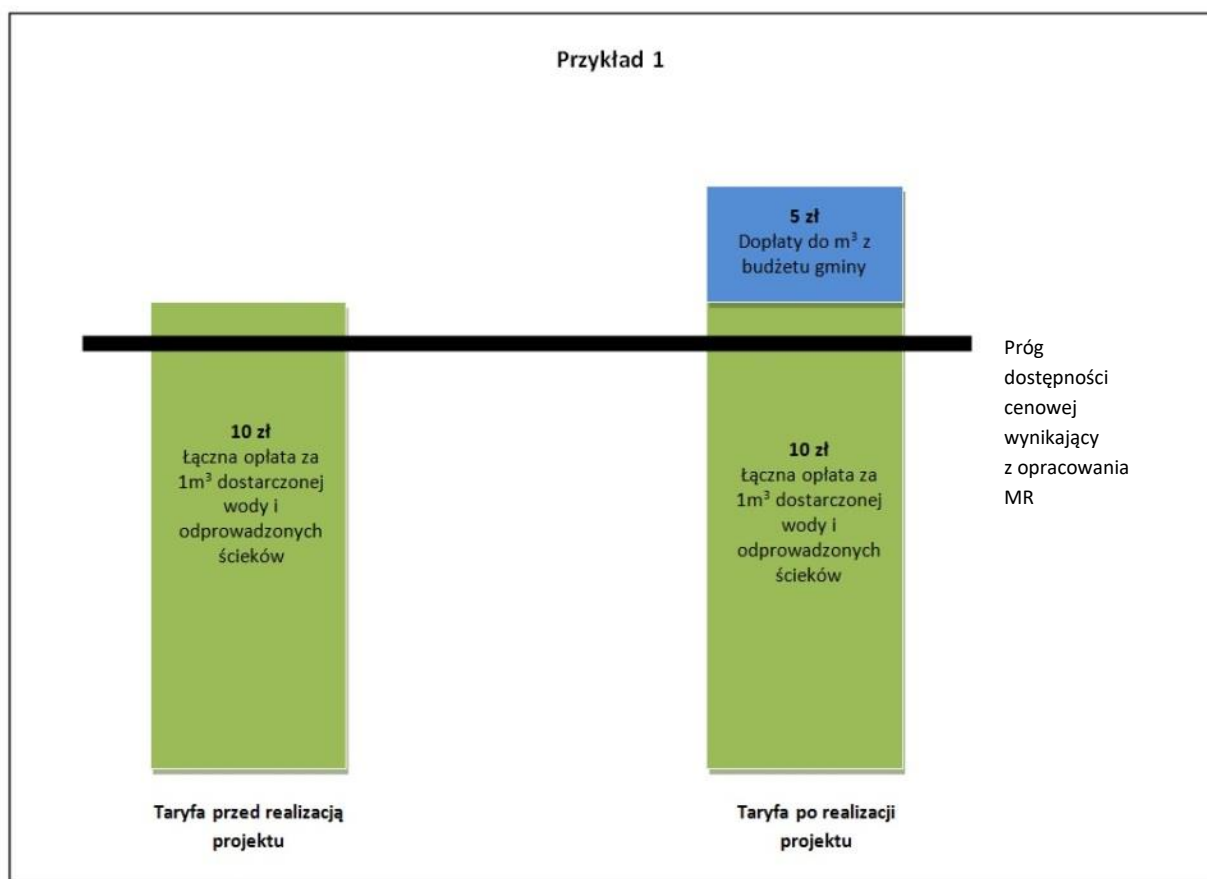 Przykład 1
5 zł
Dopłaty do m³ z
budżetu gminy
10 zł
Łączna opłata za
1m³ dostarczonej
wody i
odprowadzonych
ścieków
10 zł
Łączna opłata za
1m³ dostarczonej
wody i
odprowadzonych
ścieków
Próg
dostępności
cenowej
wynikający
z opracowania
MR
Taryfa przed realizacją
projektu
Taryfa po realizacji
projektu